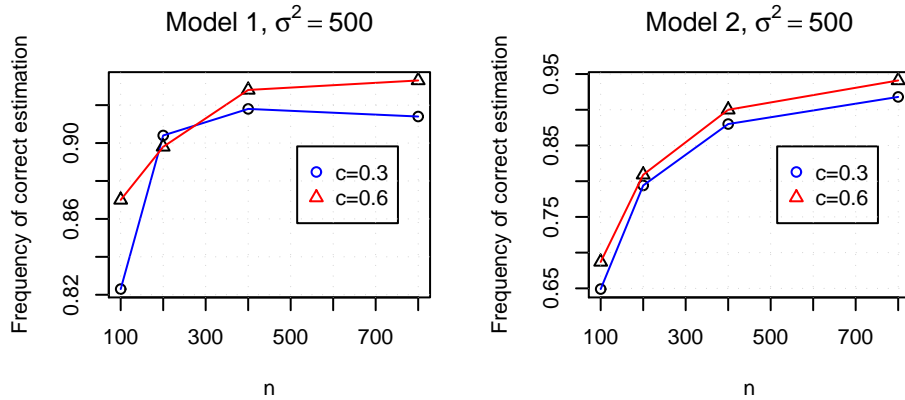 Model 1, σ² = 500
Frequency of correct estimation
0.82 0.86 0.90
c=0.3
c=0.6
100 300 500 700
n
Model 2, σ² = 500
Frequency of correct estimation
0.65 0.75 0.85 0.95
c=0.3
c=0.6
100 300 500 700
n